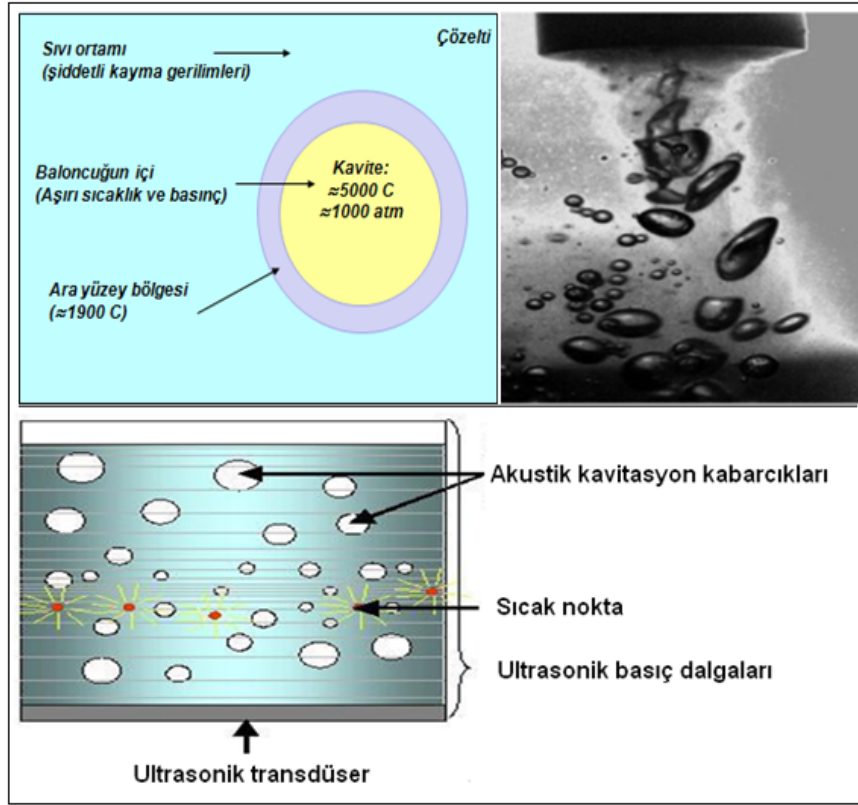 Sıvı ortamı
(şiddetli kayma gerilimleri)
Çözelti
Baloncuğun içi
(Aşırı sıcaklık ve basınç)
Kavite:
≈5000 C
≈1000 atm
Ara yüzey bölgesi
(≈1900 C)
Akustik kavitasyon kabarcıkları
Sıcak nokta
Ultrasonik basıç dalgaları
Ultrasonik transdüser